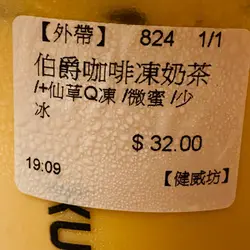 【外帶】 824 1/1
伯爵咖啡凍奶茶
/+仙草Q凍 /微蜜 /少
冰
$ 32.00
19:09
【健威坊】
KU